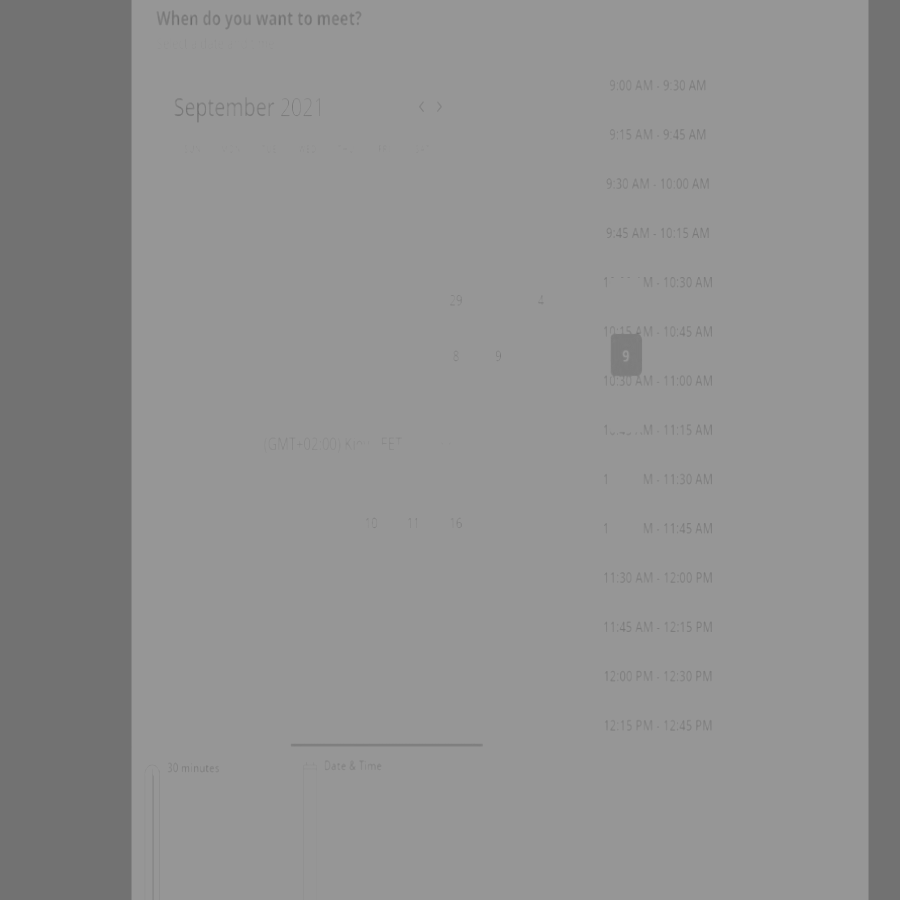 When do you want to meet?
September 2021
29 4
8 9
9
(GMT+02:00)
10 11 16
9:00 AM - 9:30 AM
9:15 AM - 9:45 AM
9:30 AM - 10:00 AM
9:45 AM - 10:15 AM
M - 10:30 AM
10:15 AM - 10:45 AM
10:30 AM - 11:00 AM
M - 11:15 AM
1 M - 11:30 AM
1 M - 11:45 AM
11:30 AM - 12:00 PM
11:45 AM - 12:15 PM
12:00 PM - 12:30 PM
12:15 PM - 12:45 PM
30 minutes
Date & Time